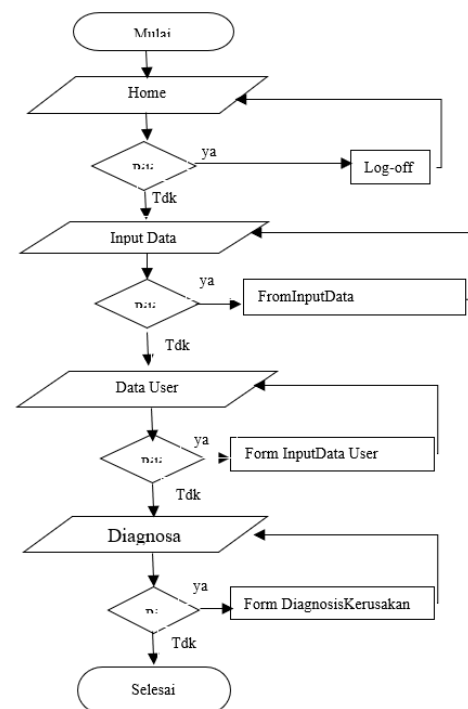 Mulai
Home
ya
Log-off
Tdk
Input Data
ya
FromInputData
Tdk
Data User
ya
Form InputData User
Tdk
Diagnosa
ya
Form DiagnosisKerusakan
Tdk
Selesai